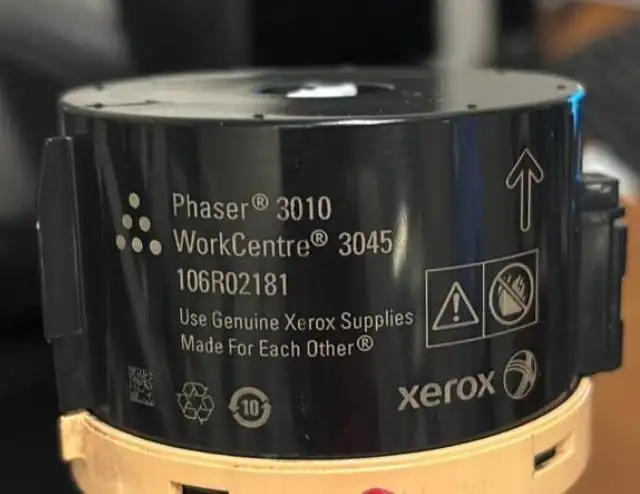 Phaser® 3010
WorkCentre® 3045
106R02181
Use Genuine Xerox Supplies
Made For Each Other®
10
xerox